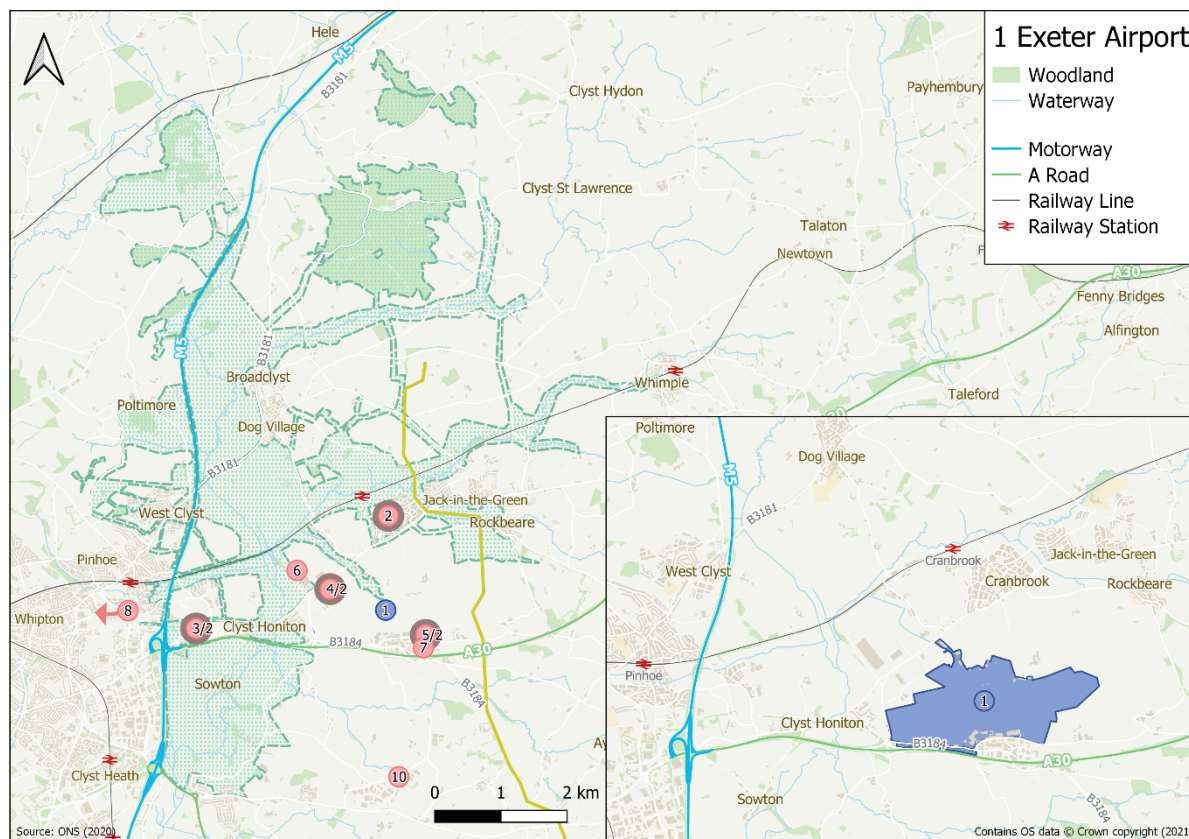 Hele
M5
B3181
Clyst Hydon
Payhembury
Clyst St Lawrence
Talaton
Newtown
F
A30
Fenny Bridges
Alfington
M5
B3181
Broadclyst
Whimple
Poltimore
Taleford
30
Dog Village
B3181
Jack-in-the-Green
West Clyst
2
Rockbeare
Pinhoe
6
4/2
Whipton
8
1
3/2
Clyst Honiton
B3184
5/2
7
A30
Sowton
B3184
Ay
Clyst Heath
10
0 1 2 km
Source: ONS (2020)
1 Exeter Airport
Woodland
Waterway
Motorway
A Road
Railway Line
Railway Station
Poltimore
Dog Village
M5
B3181
West Clyst
Cranbrook
Jack-in-the-Green
Cranbrook
Rockbeare
Pinhoe
1
Clyst Honiton
B3184
A30
Sowton
B3184
Contains OS data © Crown copyright (2021